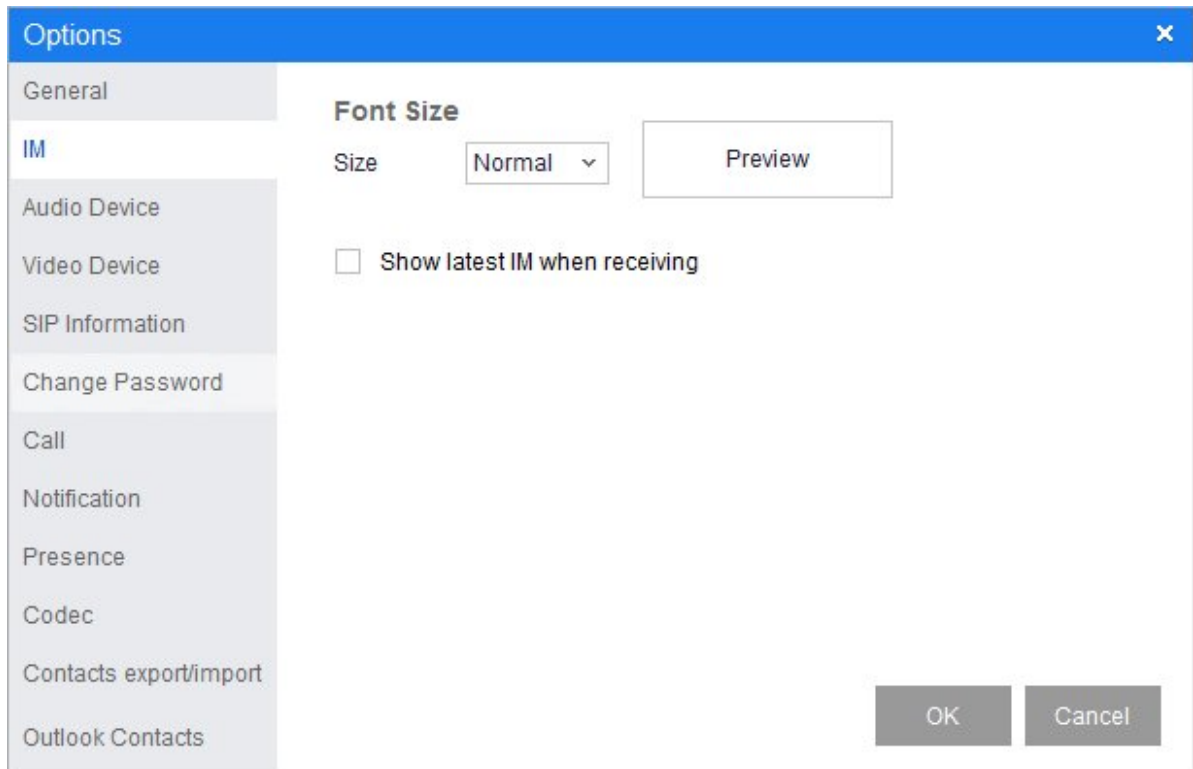 Options
General
IM
Audio Device
Video Device
SIP Information
Change Password
Call
Notification
Presence
Codec
Contacts export/import
Outlook Contacts
Font Size
Size Normal Preview
Show latest IM when receiving
OK Cancel